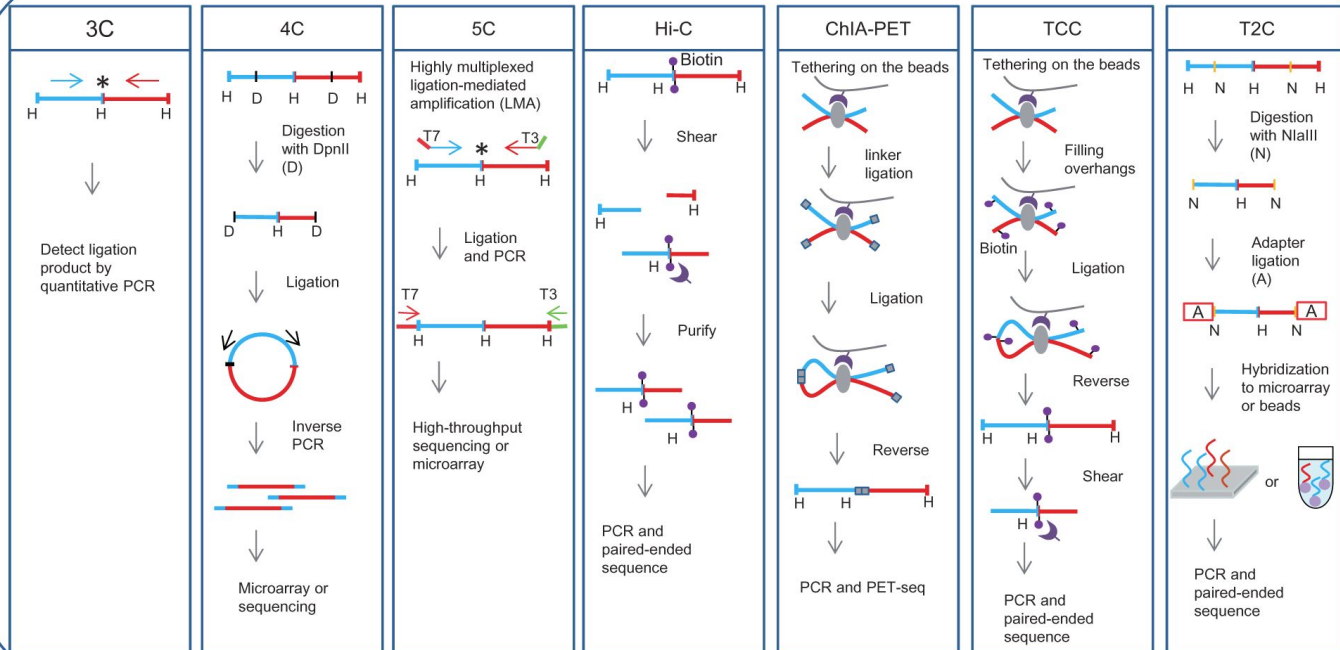 3C
*
H
H
H
Detect ligation
product by
quantitative PCR
4C
H
D
H
D
H
Digestion
with DpnII
(D)
D
H
D
Ligation
Inverse
PCR
Microarray or
sequencing
5C
Highly multiplexed
ligation-mediated
amplification (LMA)
T7
*
T3
H
H
H
Ligation
and PCR
T7
T3
H
H
H
High-throughput
sequencing or
microarray
Hi-C
Biotin
H
H
H
Shear
H
H
H
Purify
H
H
PCR and
paired-ended
sequence
ChIA-PET
Tethering on the beads
linker
ligation
Ligation
Reverse
H
H
H
PCR and PET-seq
TCC
Tethering on the beads
Filling
overhangs
Biotin
Ligation
Reverse
H
H
H
Shear
H
PCR and
paired-ended
sequence
T2C
H
N
H
N
H
Digestion
with NlaIII
(N)
N
H
N
Adapter
ligation
(A)
A
A
N
H
N
Hybridization
to microarray
or beads
or
PCR and
paired-ended
sequence